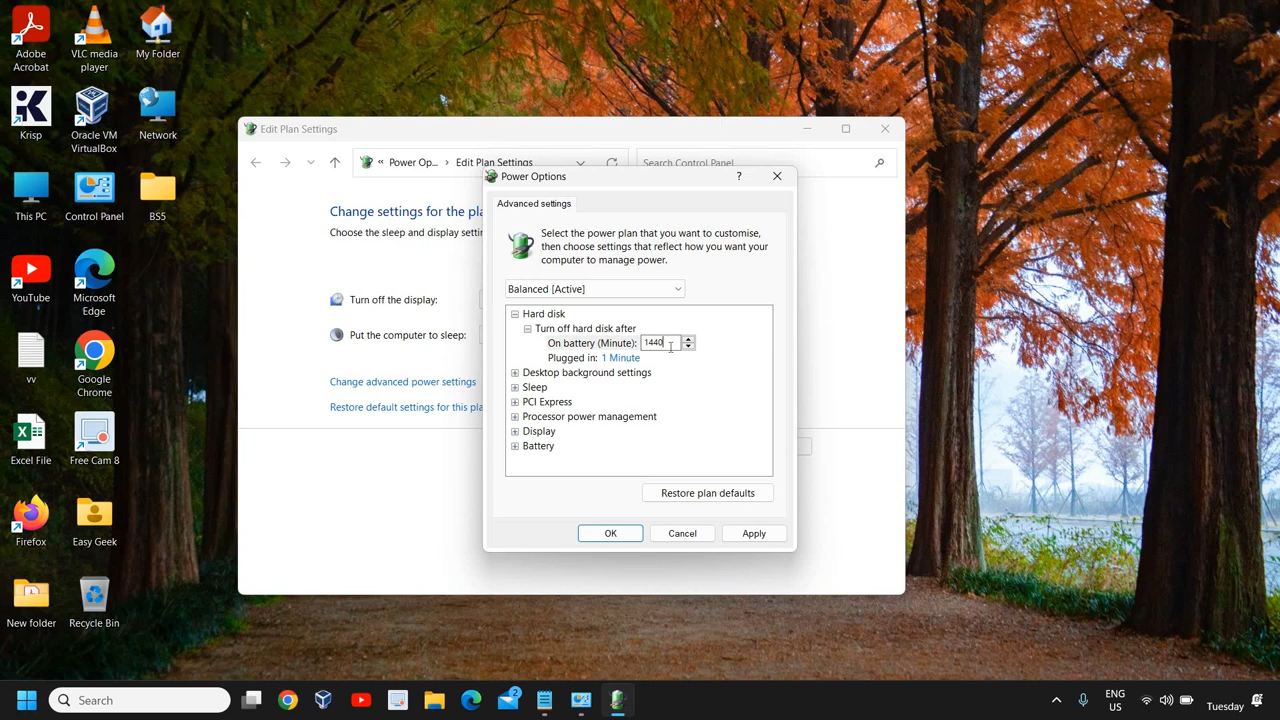 Adobe
Acrobat
VLC media
player
My Folder
Krisp
Oracle VM
VirtualBox
Network
This PC
Control Panel
BS5
YouTube
Microsoft
Edge
vv
Google
Chrome
Excel File
Free Cam 8
Firefox
Easy Geek
New folder
Recycle Bin
Edit Plan Settings
« Power Op... › Edit Plan Settings
Search Control Panel
Change settings for the pla
Choose the sleep and display settin
Turn off the display:
Put the computer to sleep:
Change advanced power settings
Restore default settings for this pla
Power Options
?
Advanced settings
Select the power plan that you want to customise,
then choose settings that reflect how you want your
computer to manage power.
Balanced [Active]
Hard disk
Turn off hard disk after
On battery (Minute): 1440
Plugged in: 1 Minute
Desktop background settings
Sleep
PCI Express
Processor power management
Display
Battery
Restore plan defaults
OK
Cancel
Apply
Search
2
ENG
US
Tuesday